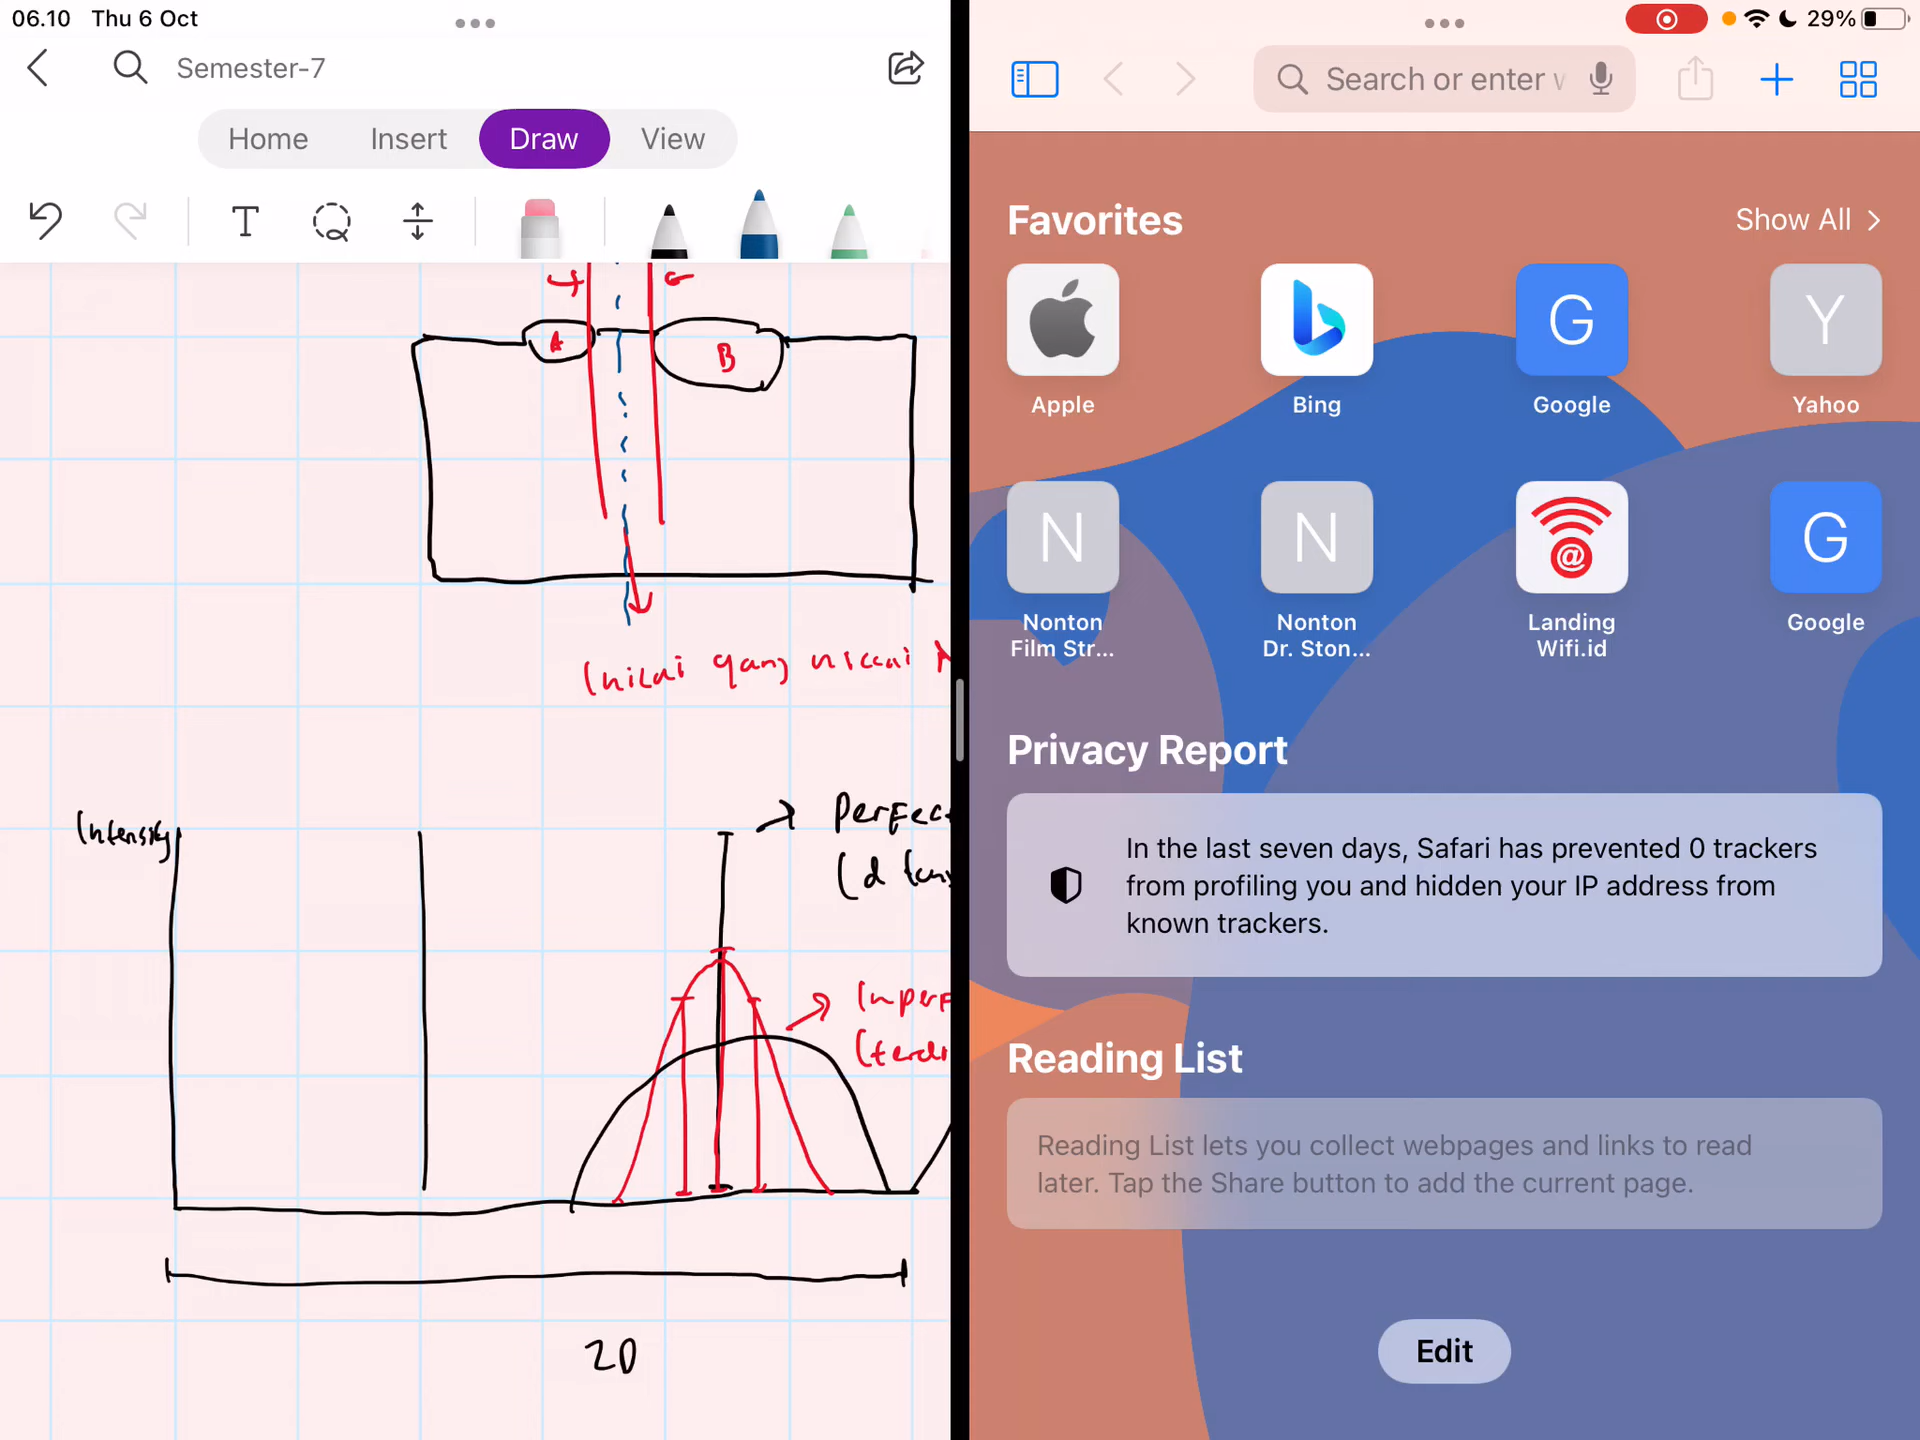 06.10 Thu 6 Oct
Semester-7
Home Insert Draw View
A
B
yang
Intensity
Perfec
(d
Inperf
2D
29%
Search or enter w
Favorites
Show All
Apple
Bing
G
Google
Y
Yahoo
N
Nonton
Film Str...
N
Nonton
Dr. Ston...
@
Landing
Wifi.id
G
Google
Privacy Report
In the last seven days, Safari has prevented 0 trackers
from profiling you and hidden your IP address from
known trackers.
Reading List
Reading List lets you collect webpages and links to read
later. Tap the Share button to add the current page.
Edit